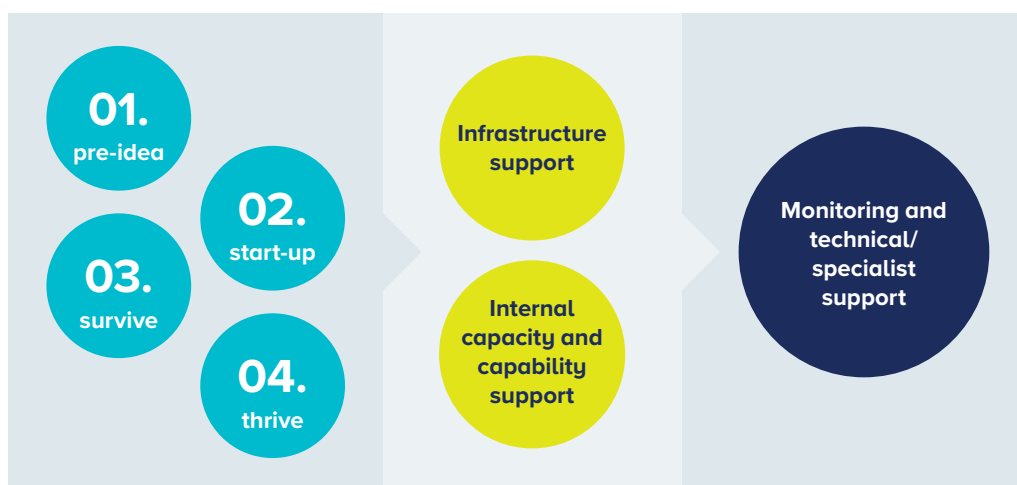 01.
pre-idea
02.
start-up
03.
survive
04.
thrive
Infrastructure
support
Internal
capacity and
capability
support
Monitoring and
technical/
specialist
support